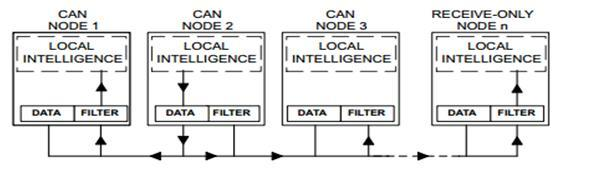 CAN
NODE 1
CAN
NODE 2
CAN
NODE 3
RECEIVE-ONLY
NODE n
LOCAL
INTELLIGENCE
LOCAL
INTELLIGENCE
LOCAL
INTELLIGENCE
LOCAL
INTELLIGENCE
DATA FILTER
DATA FILTER
DATA FILTER
DATA FILTER